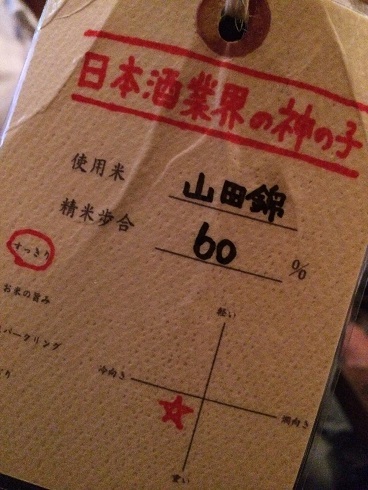 日本酒業界の神の子
使用米 山田錦
精米歩合 60 %
すっきり
お米の旨み
パークリング
軽い
冷向き
燗向き
重い